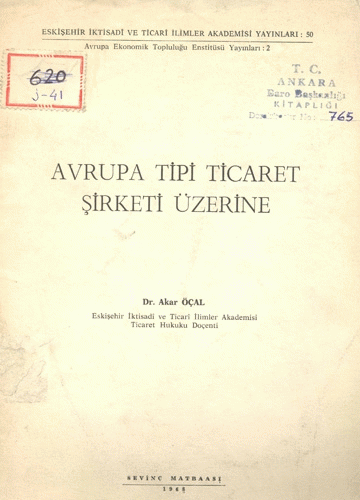 ESKİŞEHİR İKTİSADİ VE TİCARİ İLİMLER AKADEMİSİ YAYINLARI : 50
Avrupa Ekonomik Topluluğu Enstitüsü Yayınları : 2
620
J-41
T. C.
ANKARA
Baro Başkanlığı
KİTAPLIĞI
No: 765
AVRUPA TİPİ TİCARET
ŞİRKETİ ÜZERİNE
Dr. Akar ÖÇAL
Eskişehir İktisadi ve Ticarî İlimler Akademisi
Ticaret Hukuku Doçenti
SEVİNÇ MATBAASI